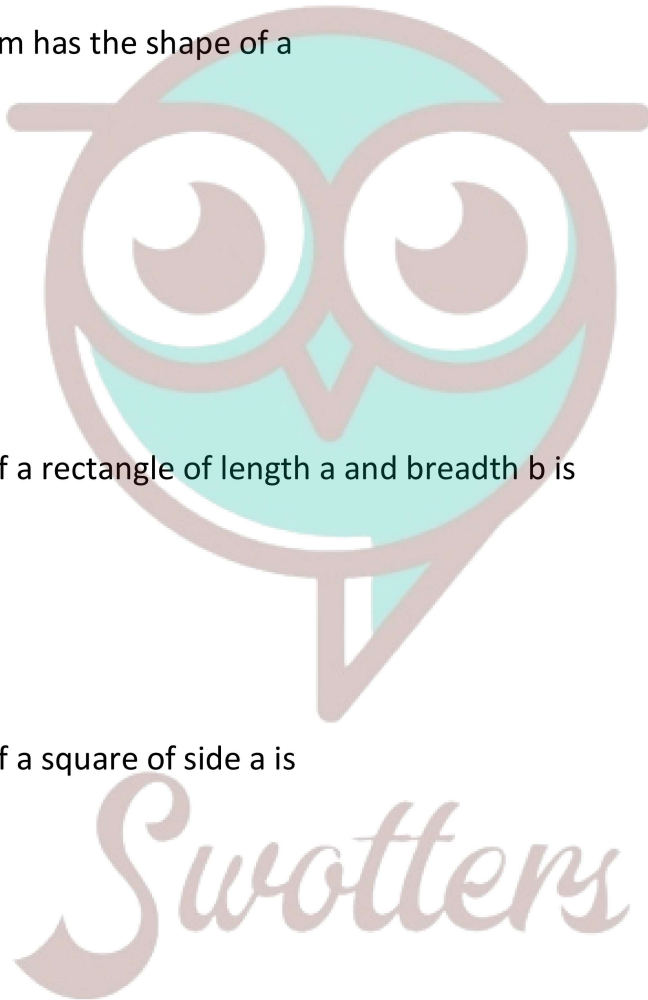 m has the shape of a
f a rectangle of length a and breadth b is
f a square of side a is
Swotters